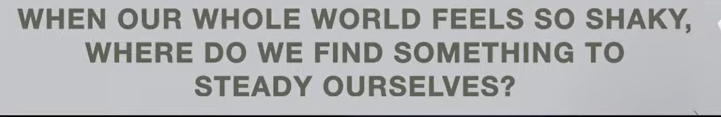 WHEN OUR WHOLE WORLD FEELS SO SHAKY,
WHERE DO WE FIND SOMETHING TO
STEADY OURSELVES?